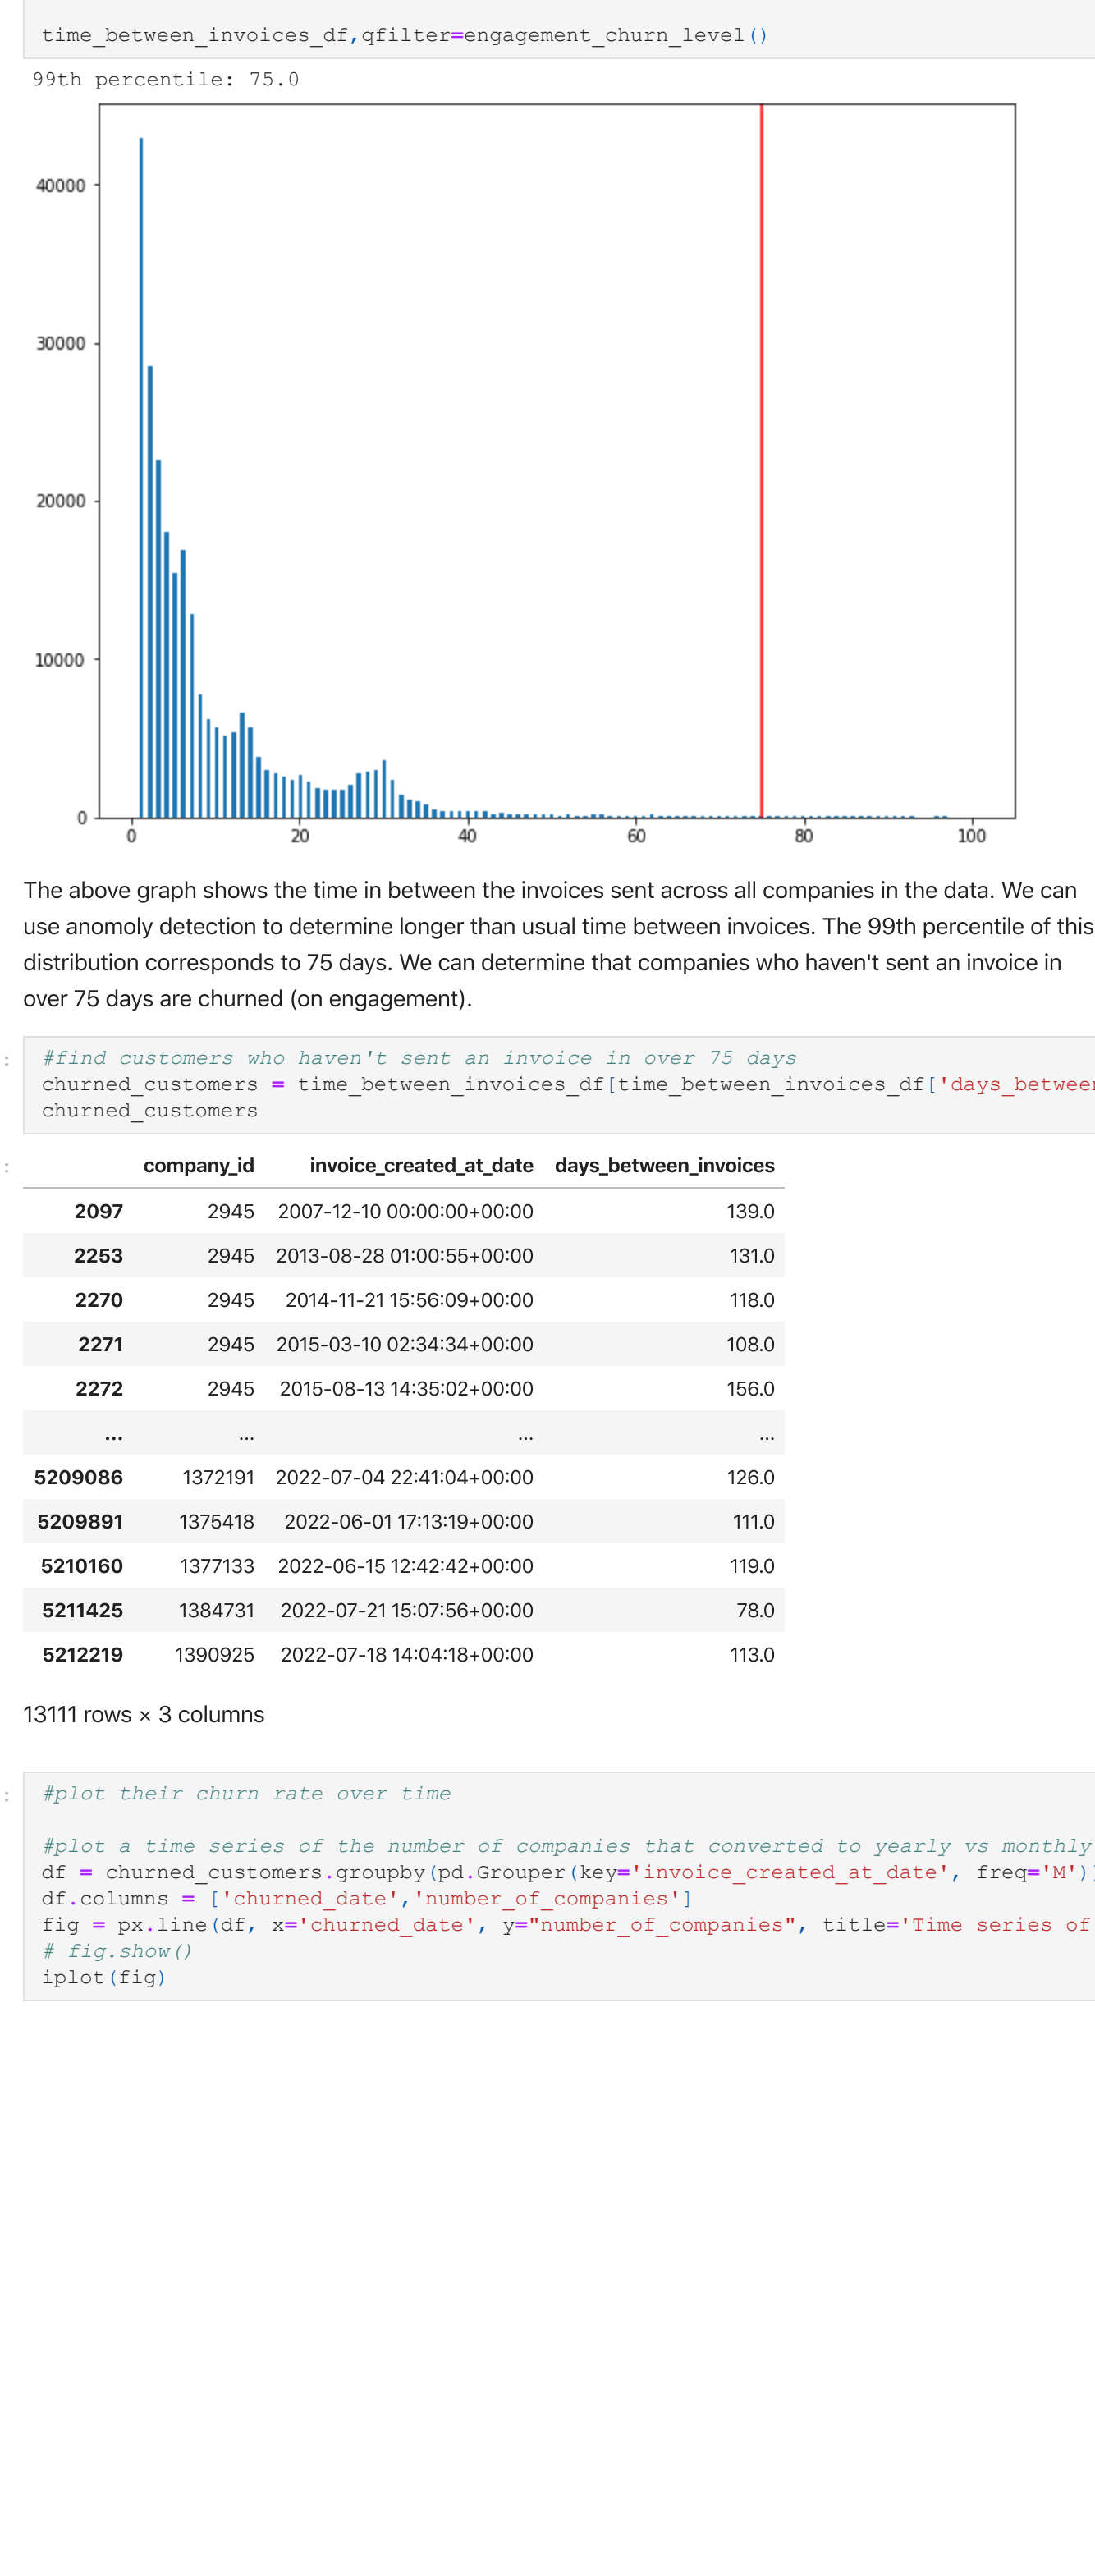 time_between_invoices_df,qfilter=engagement_churn_level()
99th percentile: 75.0
40000
30000
20000
10000
0
0 20 40 60 80 100
The above graph shows the time in between the invoices sent across all companies in the data. We can
use anomoly detection to determine longer than usual time between invoices. The 99th percentile of this
distribution corresponds to 75 days. We can determine that companies who haven't sent an invoice in
over 75 days are churned (on engagement).
:
#find customers who haven't sent an invoice in over 75 days
churned_customers = time_between_invoices_df[time_between_invoices_df['days_between
churned_customers
:
company_id invoice_created_at_date days_between_invoices
2097 2945 2007-12-10 00:00:00+00:00 139.0
2253 2945 2013-08-28 01:00:55+00:00 131.0
2270 2945 2014-11-21 15:56:09+00:00 118.0
2271 2945 2015-03-10 02:34:34+00:00 108.0
2272 2945 2015-08-13 14:35:02+00:00 156.0
... ... ... ...
5209086 1372191 2022-07-04 22:41:04+00:00 126.0
5209891 1375418 2022-06-01 17:13:19+00:00 111.0
5210160 1377133 2022-06-15 12:42:42+00:00 119.0
5211425 1384731 2022-07-21 15:07:56+00:00 78.0
5212219 1390925 2022-07-18 14:04:18+00:00 113.0
13111 rows × 3 columns
:
#plot their churn rate over time
#plot a time series of the number of companies that converted to yearly vs monthly
df = churned_customers.groupby(pd.Grouper(key='invoice_created_at_date', freq='M'))
df.columns = ['churned_date','number_of_companies']
fig = px.line(df, x='churned_date', y="number_of_companies", title='Time series of
# fig.show()
iplot(fig)